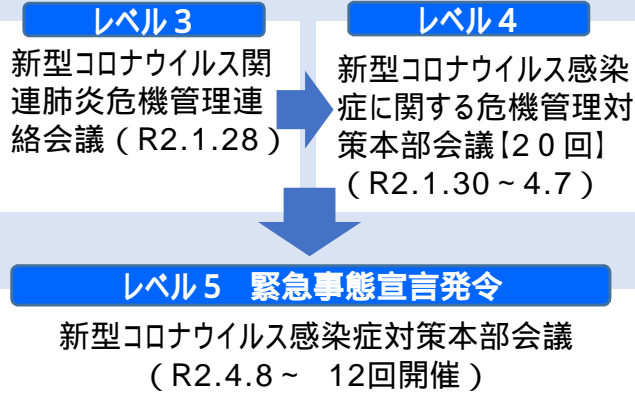 レベル３
新型コロナウイルス関
連肺炎危機管理連
絡会議（R2.1.28）
レベル４
新型コロナウイルス感染
症に関する危機管理対
策本部会議【２０回】
（R2.1.30～4.7）
レベル５　緊急事態宣言発令
新型コロナウイルス感染症対策本部会議
（R2.4.8～　12回開催）